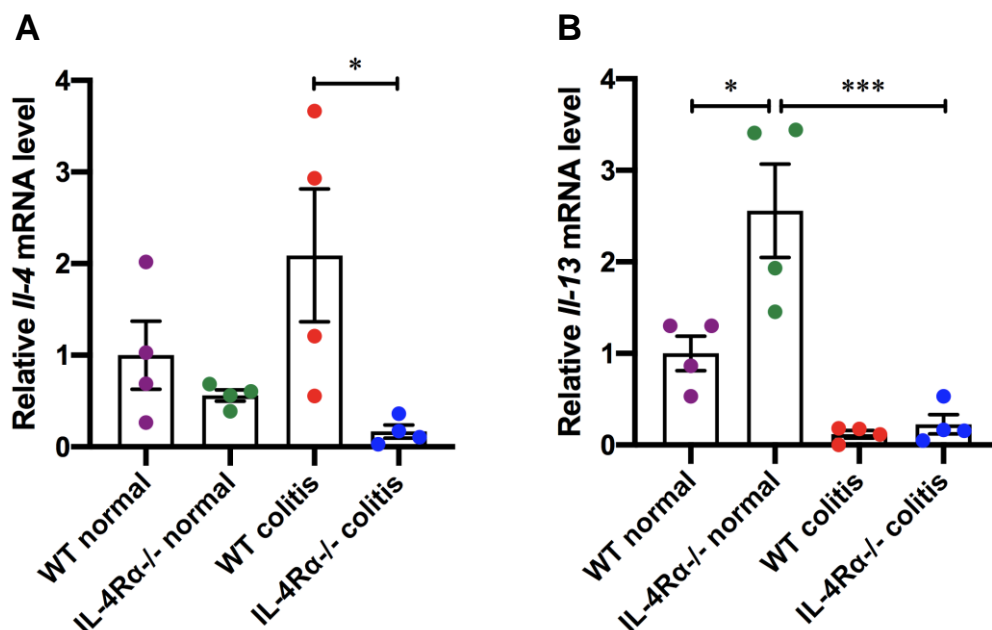 A
Relative Il-4 mRNA level
4
3
2
1
0
*
WT normal
IL-4Rα-/- normal
WT colitis
IL-4Rα-/- colitis
B
Relative Il-13 mRNA level
4
3
2
1
0
*
***
WT normal
IL-4Rα-/- normal
WT colitis
IL-4Rα-/- colitis